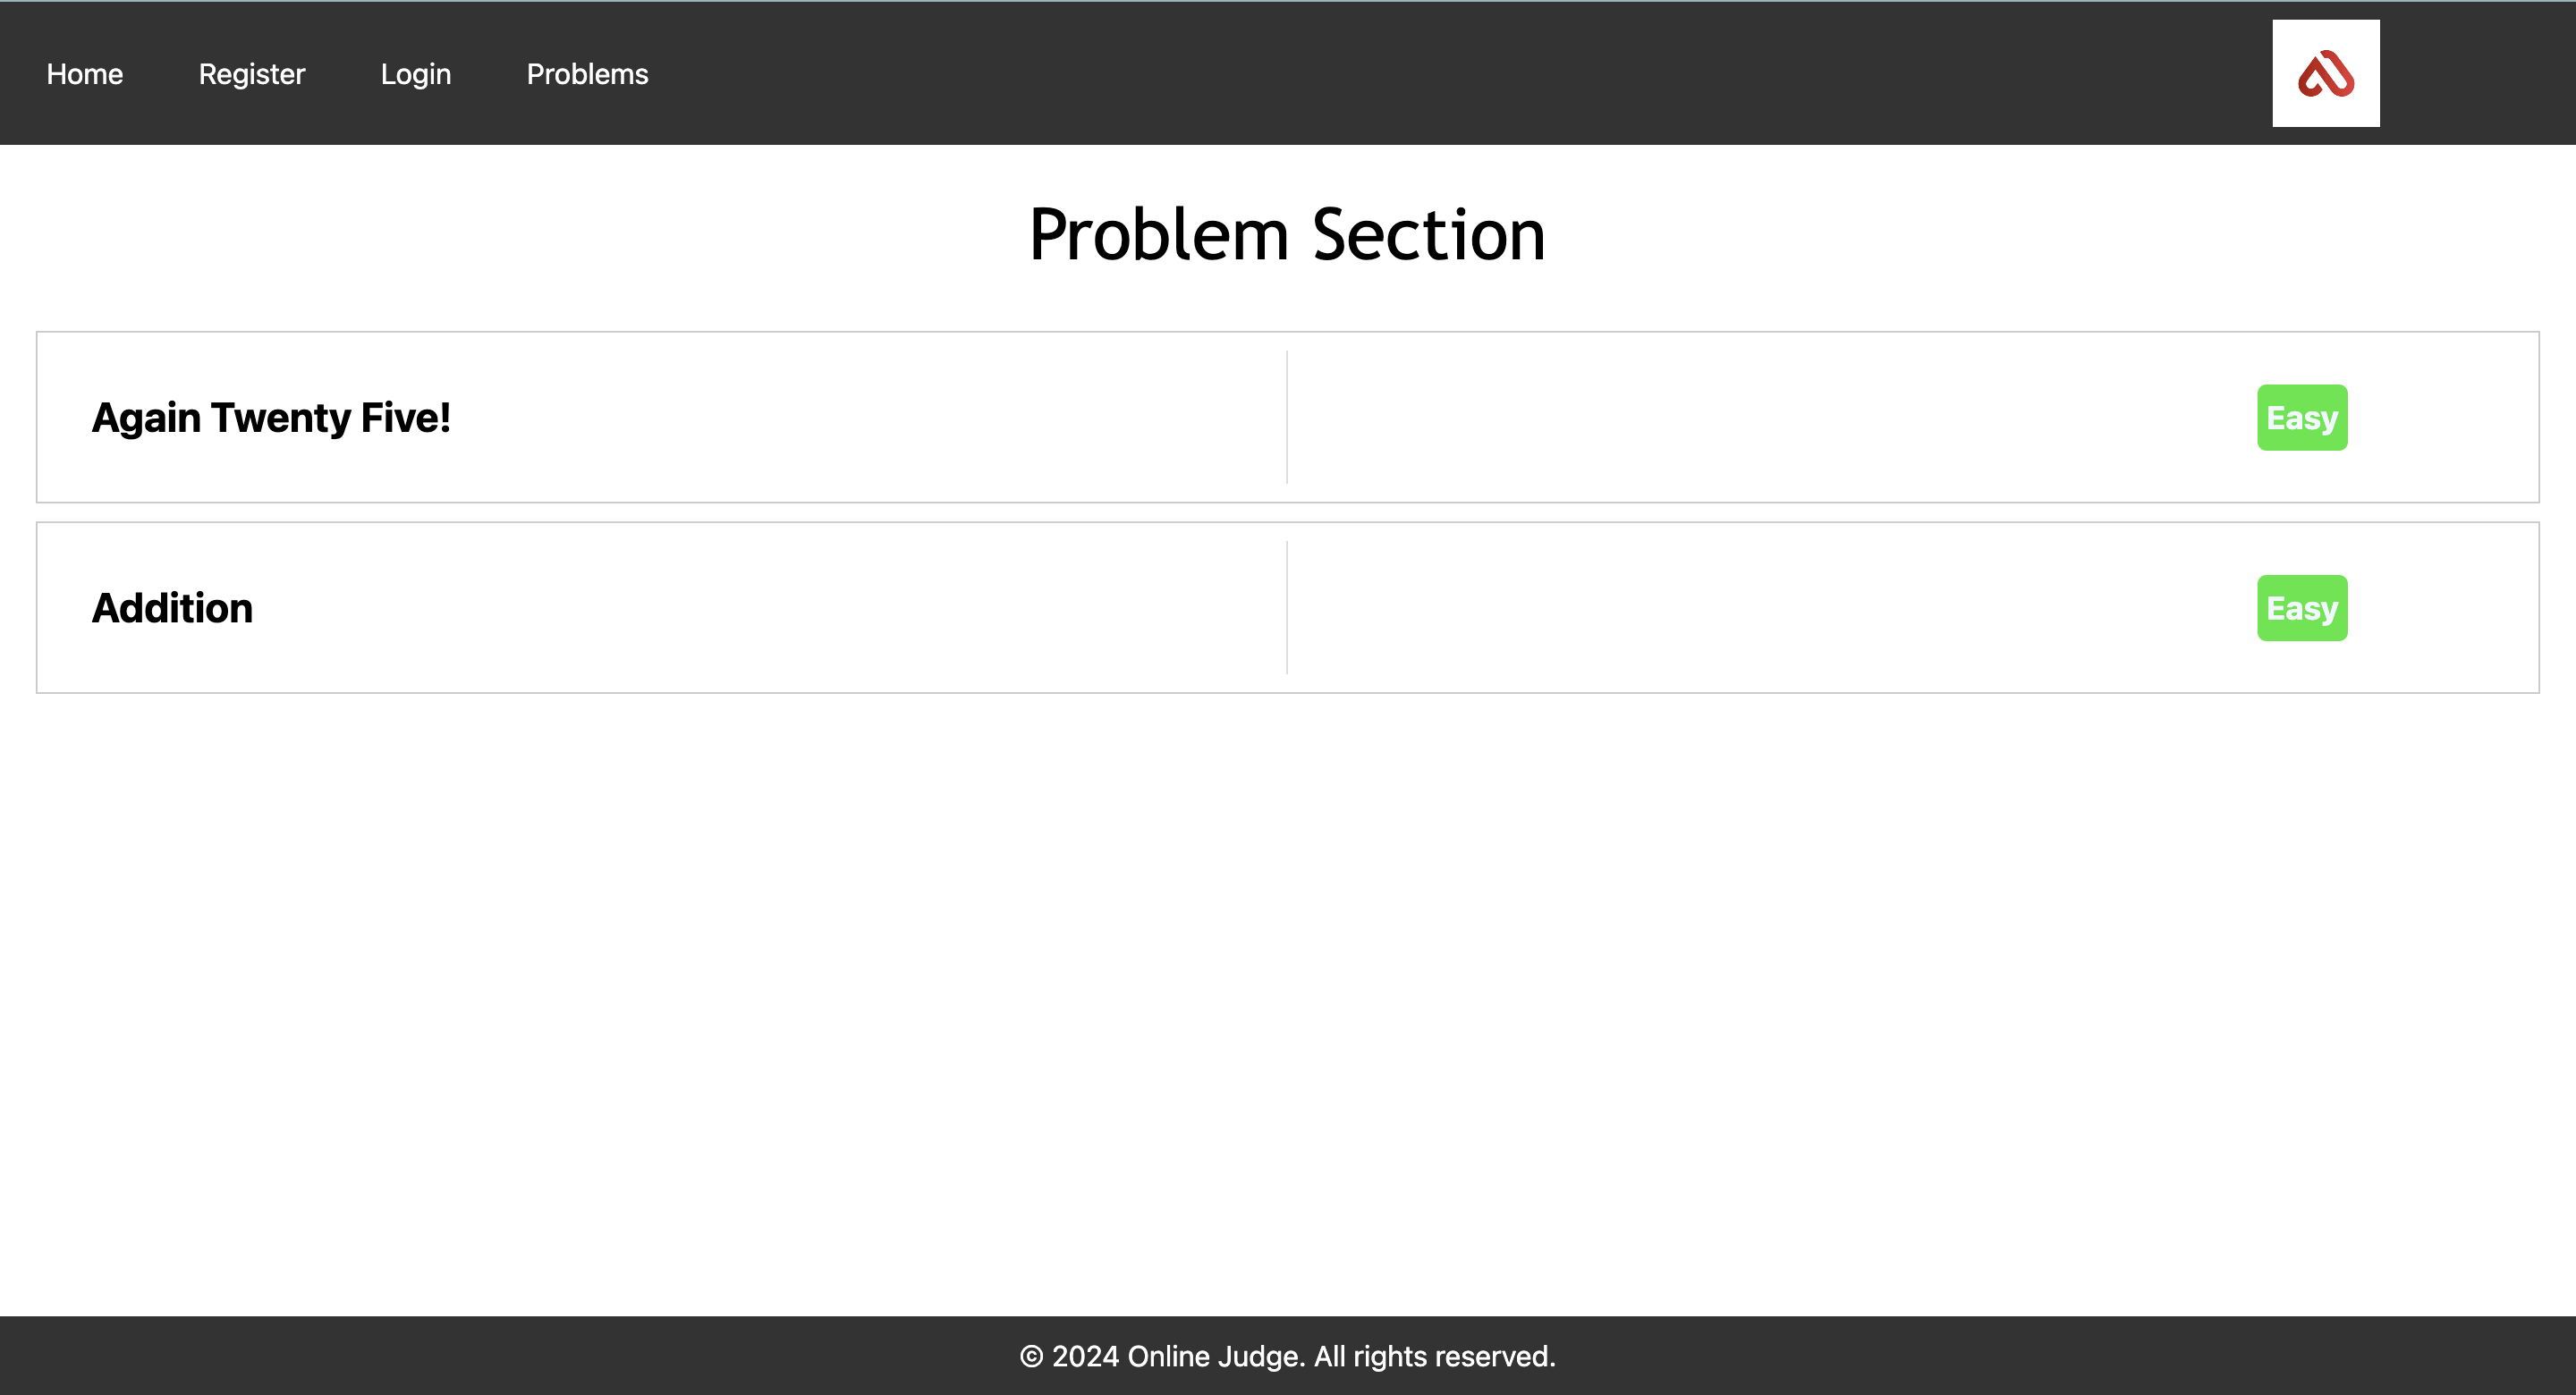 Home Register Login Problems
Problem Section
Again Twenty Five! Easy
Addition Easy
© 2024 Online Judge. All rights reserved.